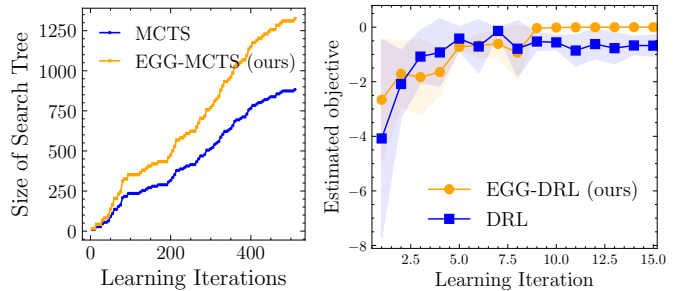 Size of Search Tree
1250
1000
750
500
250
0
MCTS
EGG-MCTS (ours)
0
200
400
Learning Iterations
Estimated objective
0
−2
−4
−6
−8
EGG-DRL (ours)
DRL
2.5
5.0
7.5
10.0
12.5
15.0
Learning Iteration